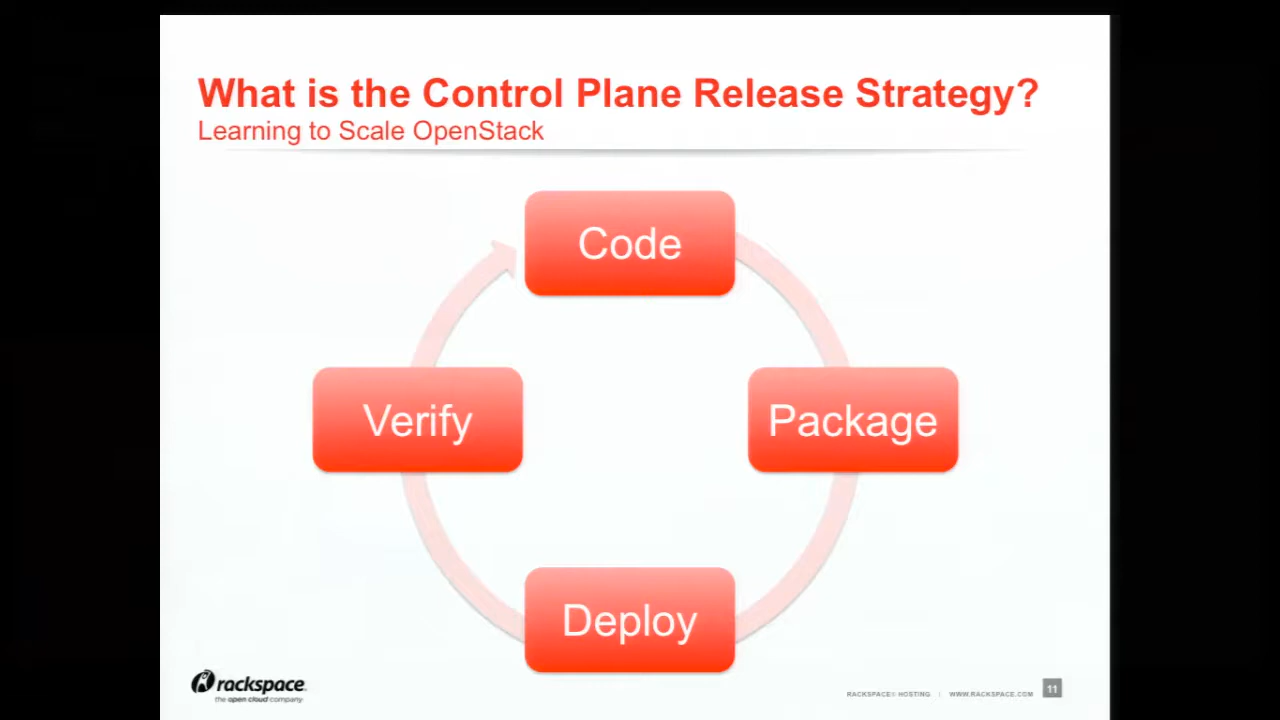 What is the Control Plane Release Strategy?
Learning to Scale OpenStack
Code
Verify
Package
Deploy
rackspace.
the open cloud company
RACKSPACE® HOSTING | WWW.RACKSPACE.COM
11